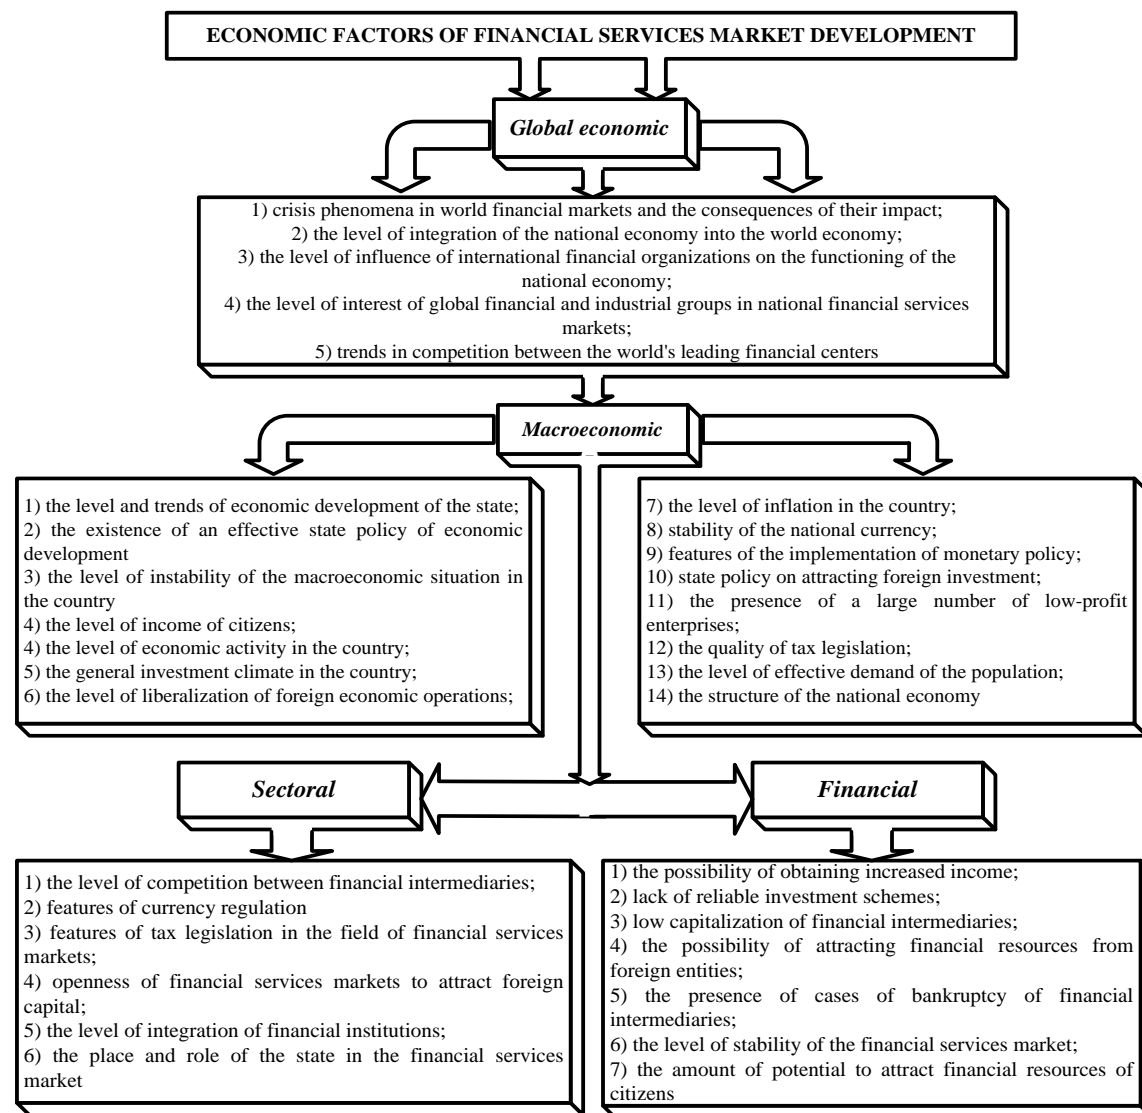 ECONOMIC FACTORS OF FINANCIAL SERVICES MARKET DEVELOPMENT
Global economic
1) crisis phenomena in world financial markets and the consequences of their impact;
2) the level of integration of the national economy into the world economy;
3) the level of influence of international financial organizations on the functioning of the
national economy;
4) the level of interest of global financial and industrial groups in national financial services
markets;
5) trends in competition between the world's leading financial centers
Macroeconomic
1) the level and trends of economic development of the state;
2) the existence of an effective state policy of economic
development
3) the level of instability of the macroeconomic situation in
the country
4) the level of income of citizens;
4) the level of economic activity in the country;
5) the general investment climate in the country;
6) the level of liberalization of foreign economic operations;
7) the level of inflation in the country;
8) stability of the national currency;
9) features of the implementation of monetary policy;
10) state policy on attracting foreign investment;
11) the presence of a large number of low-profit
enterprises;
12) the quality of tax legislation;
13) the level of effective demand of the population;
14) the structure of the national economy
Sectoral
1) the level of competition between financial intermediaries;
2) features of currency regulation
3) features of tax legislation in the field of financial services
markets;
4) openness of financial services markets to attract foreign
capital;
5) the level of integration of financial institutions;
6) the place and role of the state in the financial services
market
Financial
1) the possibility of obtaining increased income;
2) lack of reliable investment schemes;
3) low capitalization of financial intermediaries;
4) the possibility of attracting financial resources from
foreign entities;
5) the presence of cases of bankruptcy of financial
intermediaries;
6) the level of stability of the financial services market;
7) the amount of potential to attract financial resources of
citizens